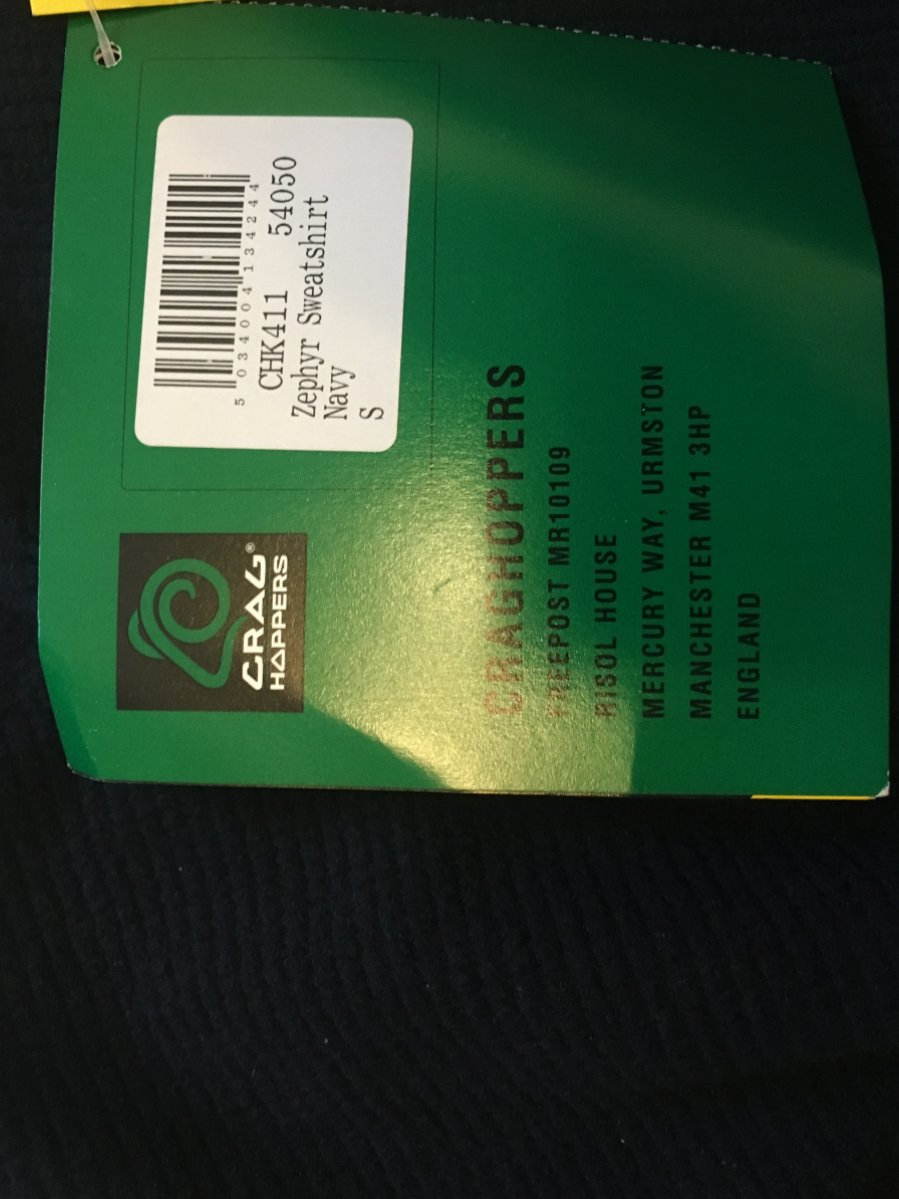 5 034004 134244
CHK411 54050
Zephyr Sweatshirt
Navy
S
CRAG®
HOPPERS
CRAGHOPPERS
FREEPOST MR10109
RISOL HOUSE
MERCURY WAY, URMSTON
MANCHESTER M41 3HP
ENGLAND